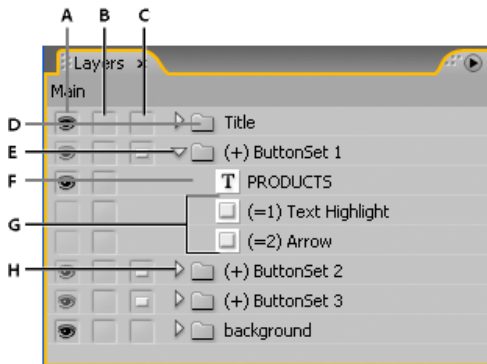 A B C
Layers x
Main
D Title
E (+) ButtonSet 1
F T PRODUCTS
G (=1) Text Highlight
(=2) Arrow
H (+) ButtonSet 2
(+) ButtonSet 3
background